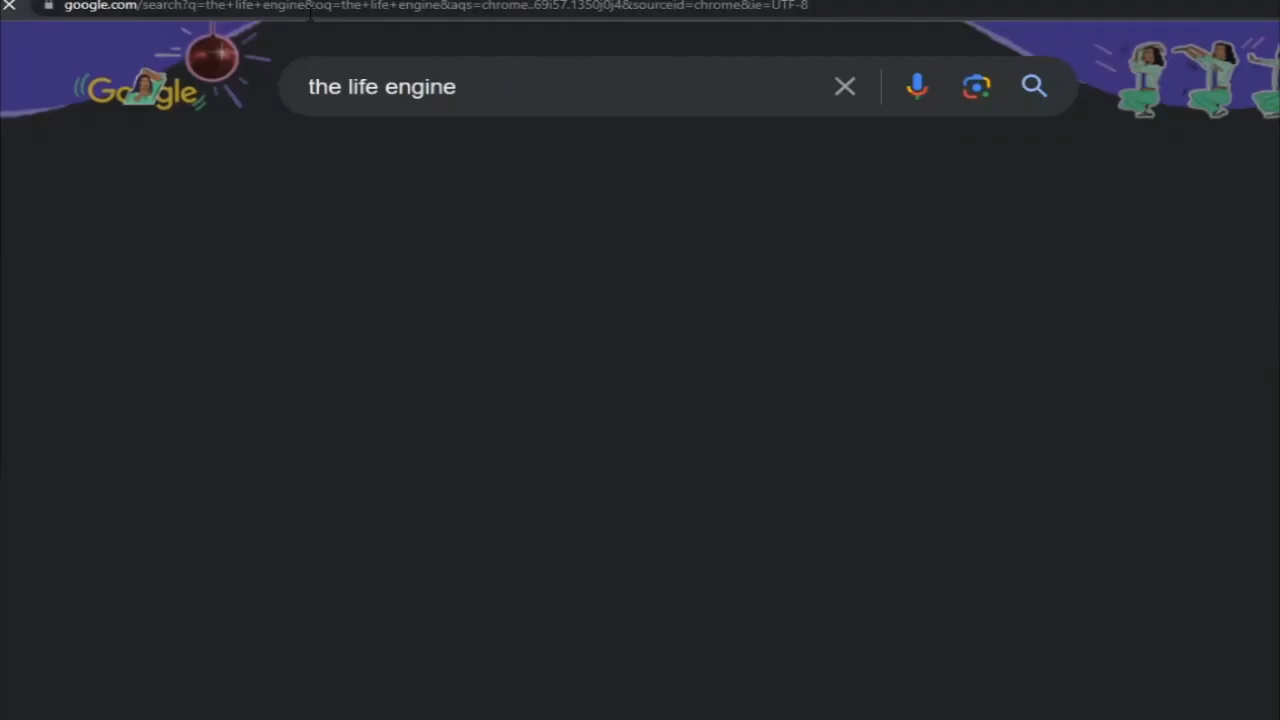 google.com/search?q=the+life+engine&oq=the+life+engine&aqs=chrome..69i57.1350j0j4&sourceid=chrome&ie=UTF-8
Google
the life engine